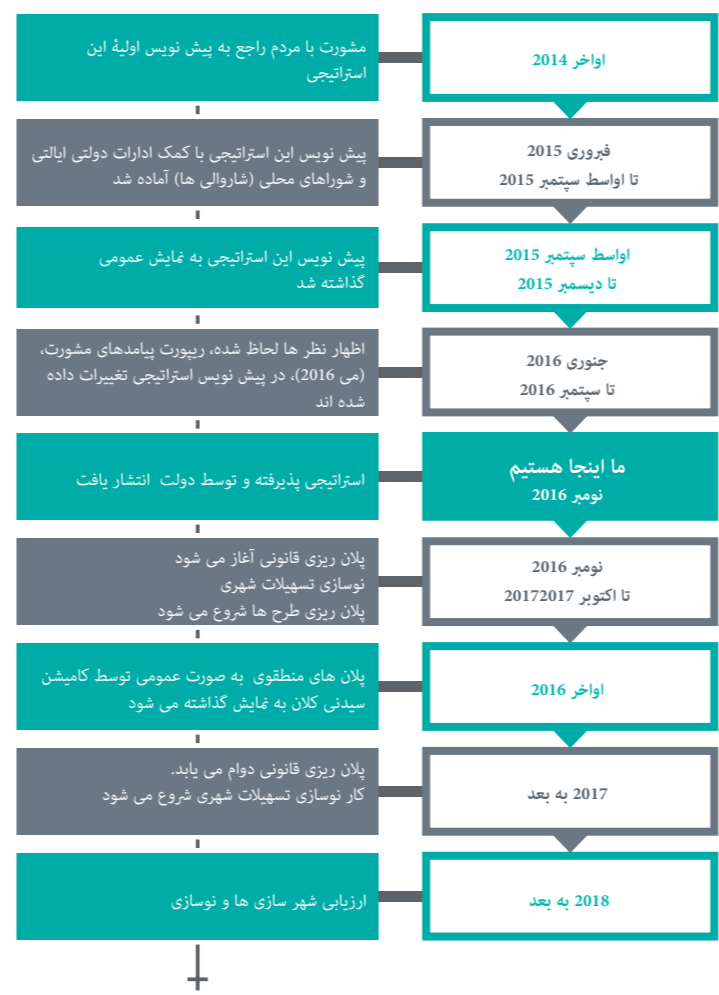 اواخر 2014
مشورت با مردم راجع به پیش نویس اولیۀ این
استراتیجی
فبروری 2015
تا اواسط سپتمبر 2015
پیش نویس این استراتیجی با کمک ادارات دولتی ایالتی
و شوراهای محلی (شاروالی ها) آماده شد
اواسط سپتمبر 2015
تا دیسمبر 2015
پیش نویس این استراتیجی به نمایش عمومی
گذاشته شد
جنوری 2016
تا سپتمبر 2016
اظهار نظر ها لحاظ شده، ریپورت پیامدهای مشورت،
(می 2016)، در پیش نویس استراتیجی تغییرات داده
شده اند
ما اینجا هستیم
نومبر 2016
استراتیجی پذیرفته و توسط دولت انتشار یافت
نومبر 2016
تا اکتوبر 20172017
پلان ریزی قانونی آغاز می شود
نوسازی تسهیلات شهری
پلان ریزی طرح ها شروع می شود
اواخر 2016
پلان های منطقوی به صورت عمومی توسط کامیشن
سیدنی کلان به نمایش گذاشته می شود
2017 به بعد
پلان ریزی قانونی دوام می یابد.
کار نوسازی تسهیلات شهری شروع می شود
2018 به بعد
ارزیابی شهر سازی ها و نوسازی